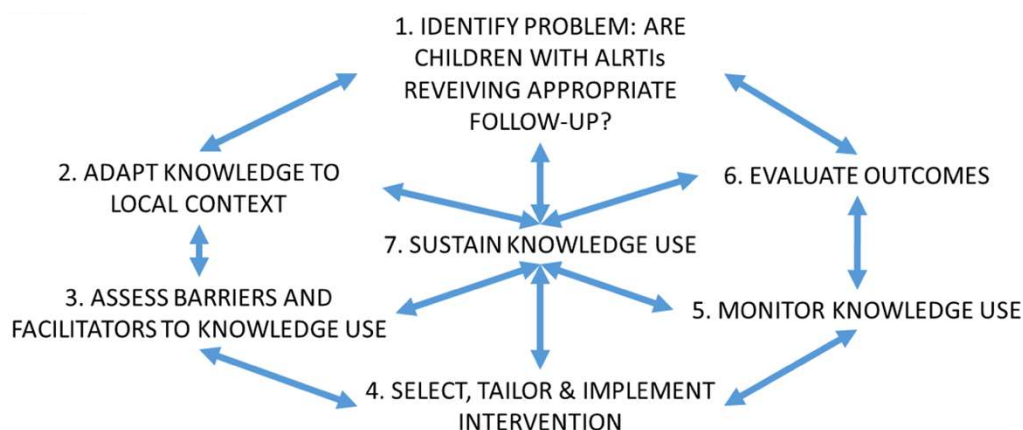 1. IDENTIFY PROBLEM: ARE
CHILDREN WITH ALRTIs
REVEIVING APPROPRIATE
FOLLOW-UP?
2. ADAPT KNOWLEDGE TO
LOCAL CONTEXT
6. EVALUATE OUTCOMES
7. SUSTAIN KNOWLEDGE USE
3. ASSESS BARRIERS AND
FACILITATORS TO KNOWLEDGE USE
5. MONITOR KNOWLEDGE USE
4. SELECT, TAILOR & IMPLEMENT
INTERVENTION